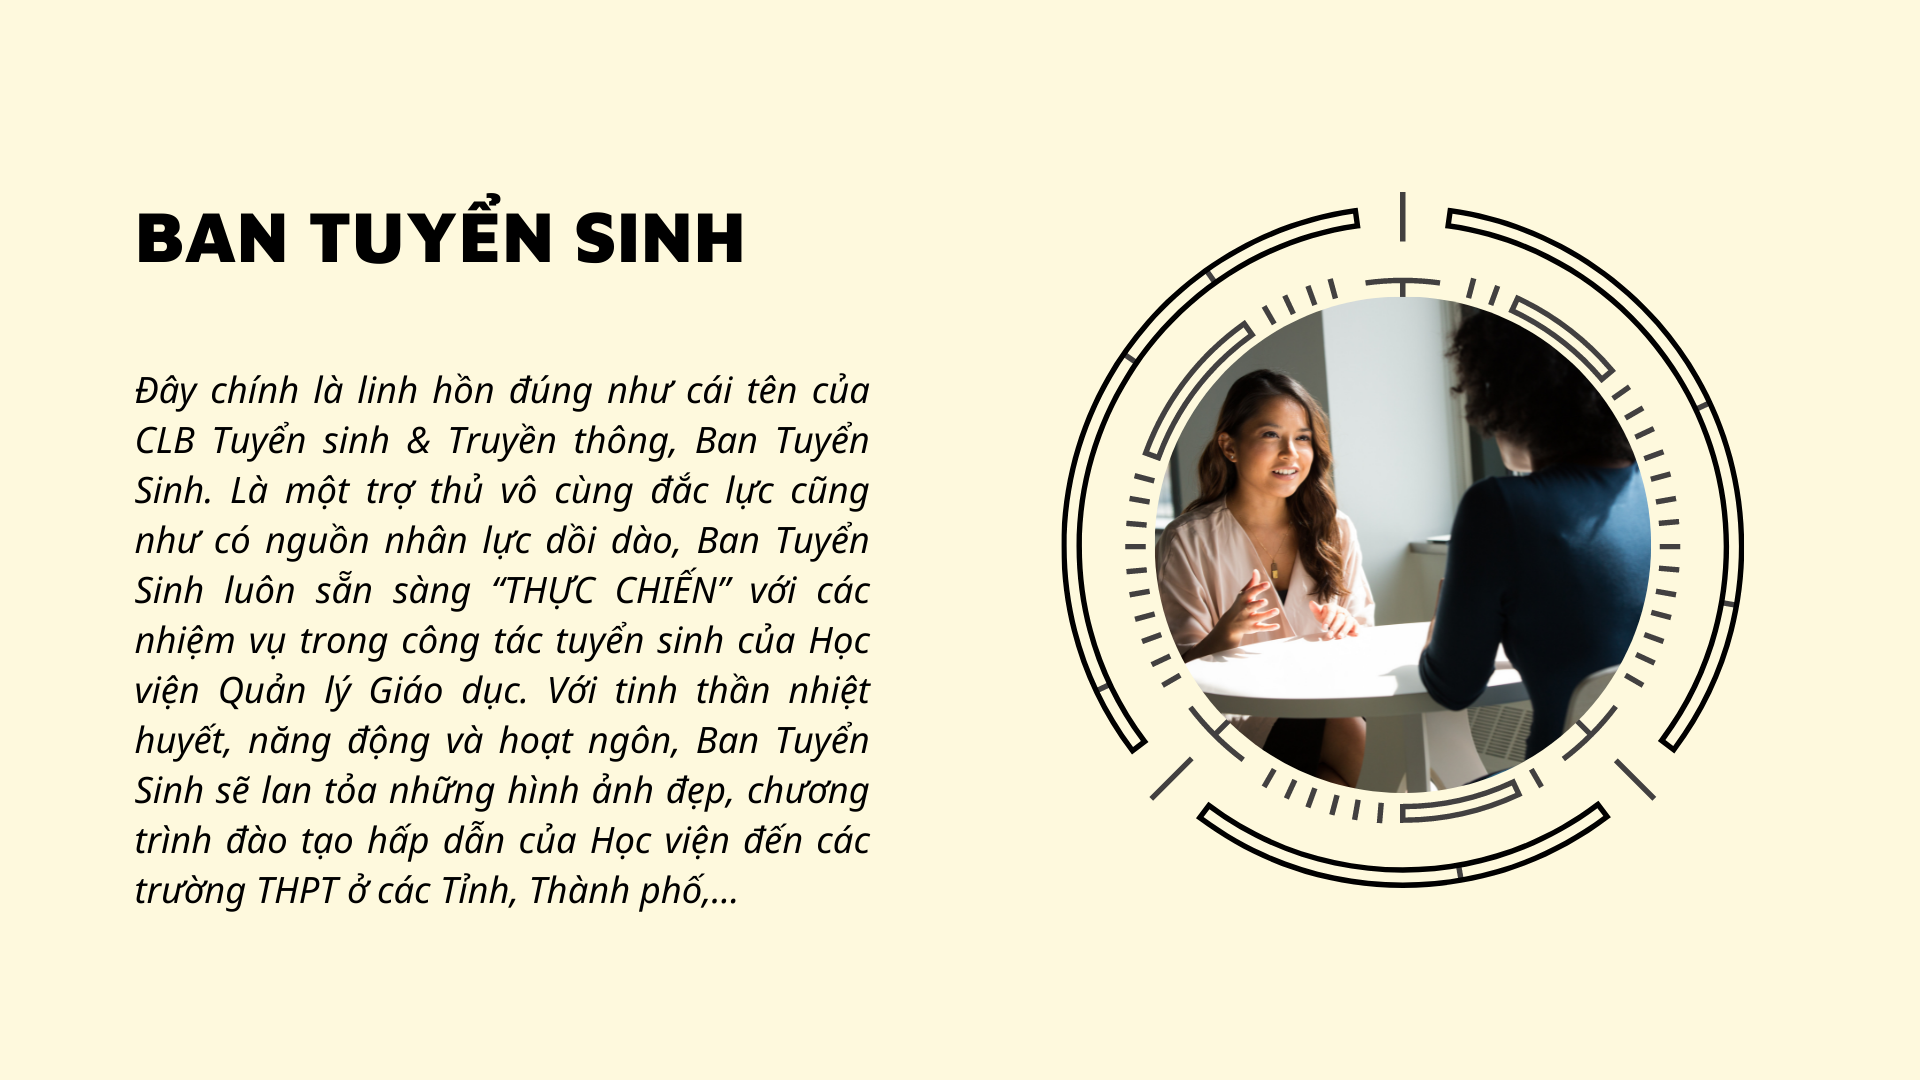 BAN TUYỂN SINH
Đây chính là linh hồn đúng như cái tên của
CLB Tuyển sinh & Truyền thông, Ban Tuyển
Sinh. Là một trợ thủ vô cùng đắc lực cũng
như có nguồn nhân lực dồi dào, Ban Tuyển
Sinh luôn sẵn sàng “THỰC CHIẾN” với các
nhiệm vụ trong công tác tuyển sinh của Học
viện Quản lý Giáo dục. Với tinh thần nhiệt
huyết, năng động và hoạt ngôn, Ban Tuyển
Sinh sẽ lan tỏa những hình ảnh đẹp, chương
trình đào tạo hấp dẫn của Học viện đến các
trường THPT ở các Tỉnh, Thành phố,...